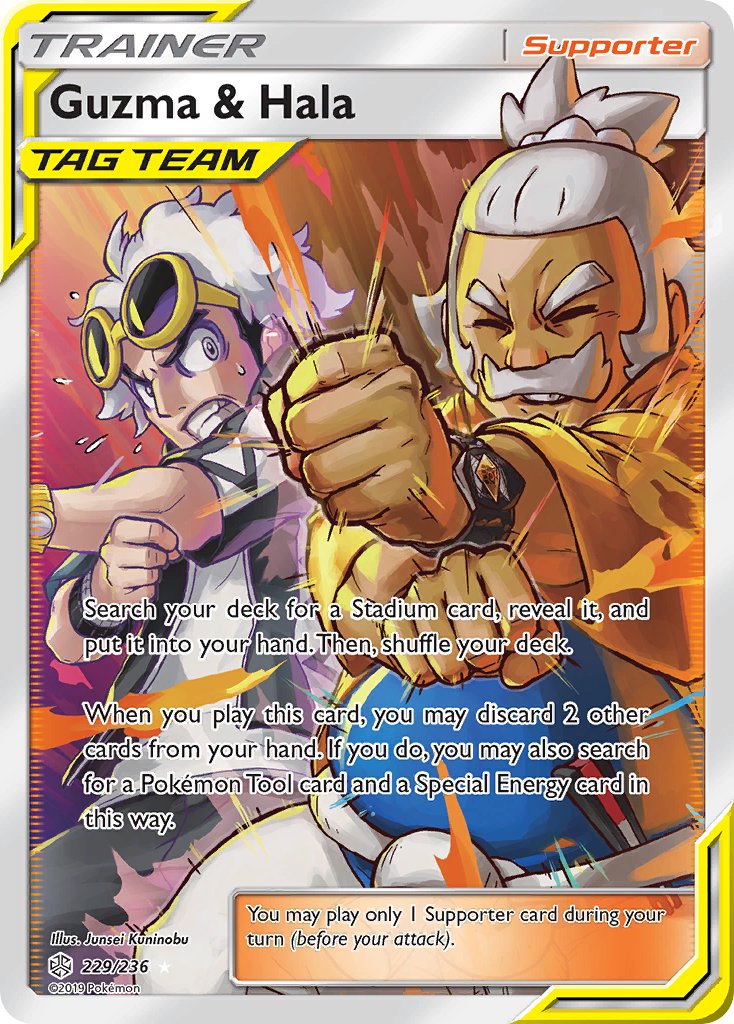 TRAINER
Supporter
Guzma & Hala
TAG TEAM
Search your deck for a Stadium card, reveal it, and
put it into your hand. Then, shuffle your deck.
When you play this card, you may discard 2 other
cards from your hand. If you do, you may also search
for a Pokémon Tool card and a Special Energy card in
this way.
You may play only 1 Supporter card during your
turn (before your attack).
Illus. Junsei Kuninobu
229/236
©2019 Pokémon